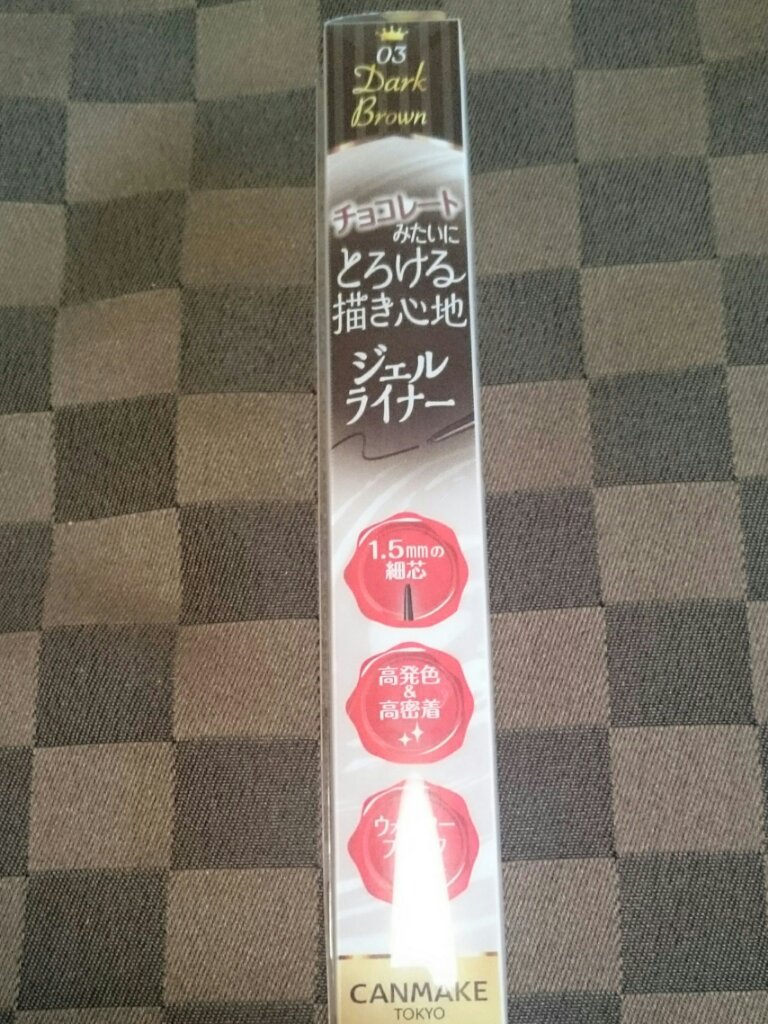 03
Dark
Brown
チョコレート
みたいに
とろける
描き心地
ジェル
ライナー
1.5mmの
細芯
高発色
&
高密着
CANMAKE
TOKYO